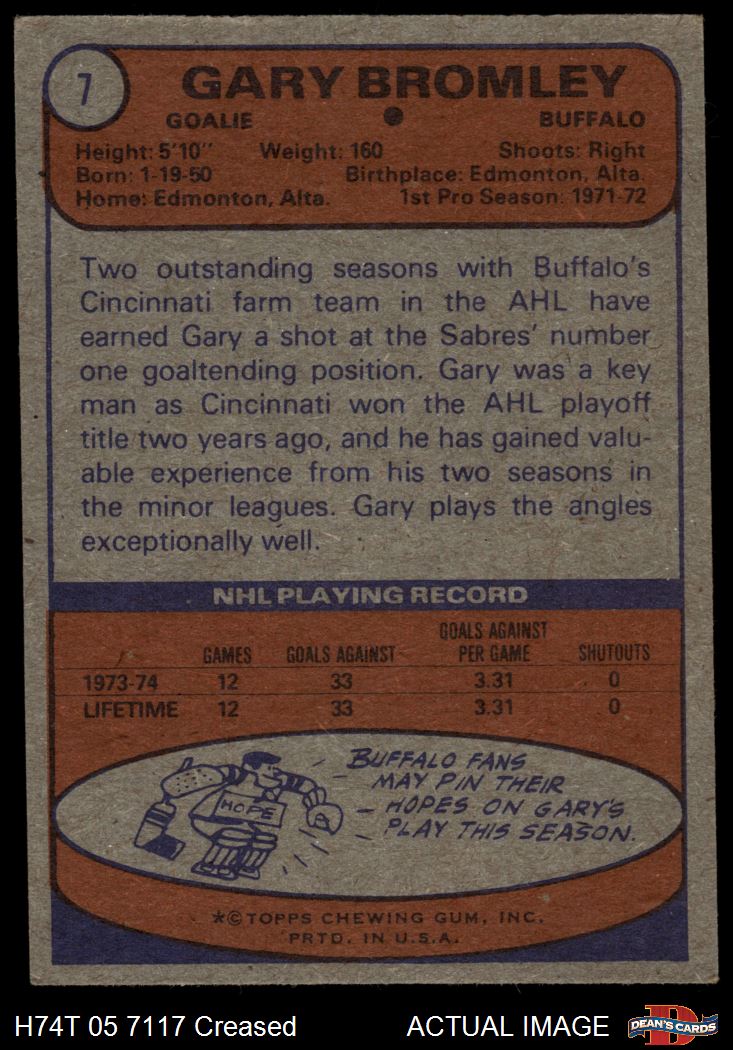 7
GARY BROMLEY
GOALIE BUFFALO
Height: 5'10" Weight: 160 Shoots: Right
Born: 1-19-50 Birthplace: Edmonton, Alta.
Home: Edmonton, Alta. 1st Pro Season: 1971-72
Two outstanding seasons with Buffalo's
Cincinnati farm team in the AHL have
earned Gary a shot at the Sabres' number
one goaltending position. Gary was a key
man as Cincinnati won the AHL playoff
title two years ago, and he has gained valu-
able experience from his two seasons in
the minor leagues. Gary plays the angles
exceptionally well.
NHL PLAYING RECORD
GAMES GOALS AGAINST GOALS AGAINST PER GAME SHUTOUTS
1973-74 12 33 3.31 0
LIFETIME 12 33 3.31 0
HOPE
BUFFALO FANS
MAY PIN THEIR
HOPES ON GARY'S
PLAY THIS SEASON.
*© TOPPS CHEWING GUM, INC.
PRTD. IN U.S.A.
H74T 05 7117 Creased ACTUAL IMAGE DEAN'S CARDS